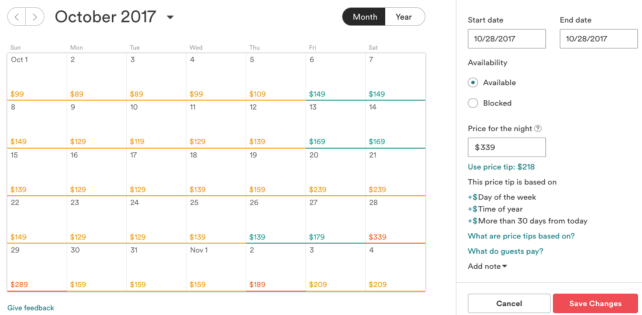 October 2017
Month Year
Sun Mon Tue Wed Thu Fri Sat
Oct 1 2 3 4 5 6 7
$99 $89 $89 $99 $109 $149 $149
8 9 10 11 12 13 14
$149 $129 $119 $129 $139 $169 $169
15 16 17 18 19 20 21
$139 $129 $129 $139 $159 $239 $239
22 23 24 25 26 27 28
$149 $129 $129 $139 $139 $179 $339
29 30 31 Nov 1 2 3 4
$289 $159 $159 $159 $189 $209 $209
Give feedback
Start date End date
10/28/2017 10/28/2017
Availability
Available
Blocked
Price for the night ?
$339
Use price tip: $218
This price tip is based on
+$Day of the week
+$Time of year
+$More than 30 days from today
What are price tips based on?
What do guests pay?
Add note
Cancel Save Changes